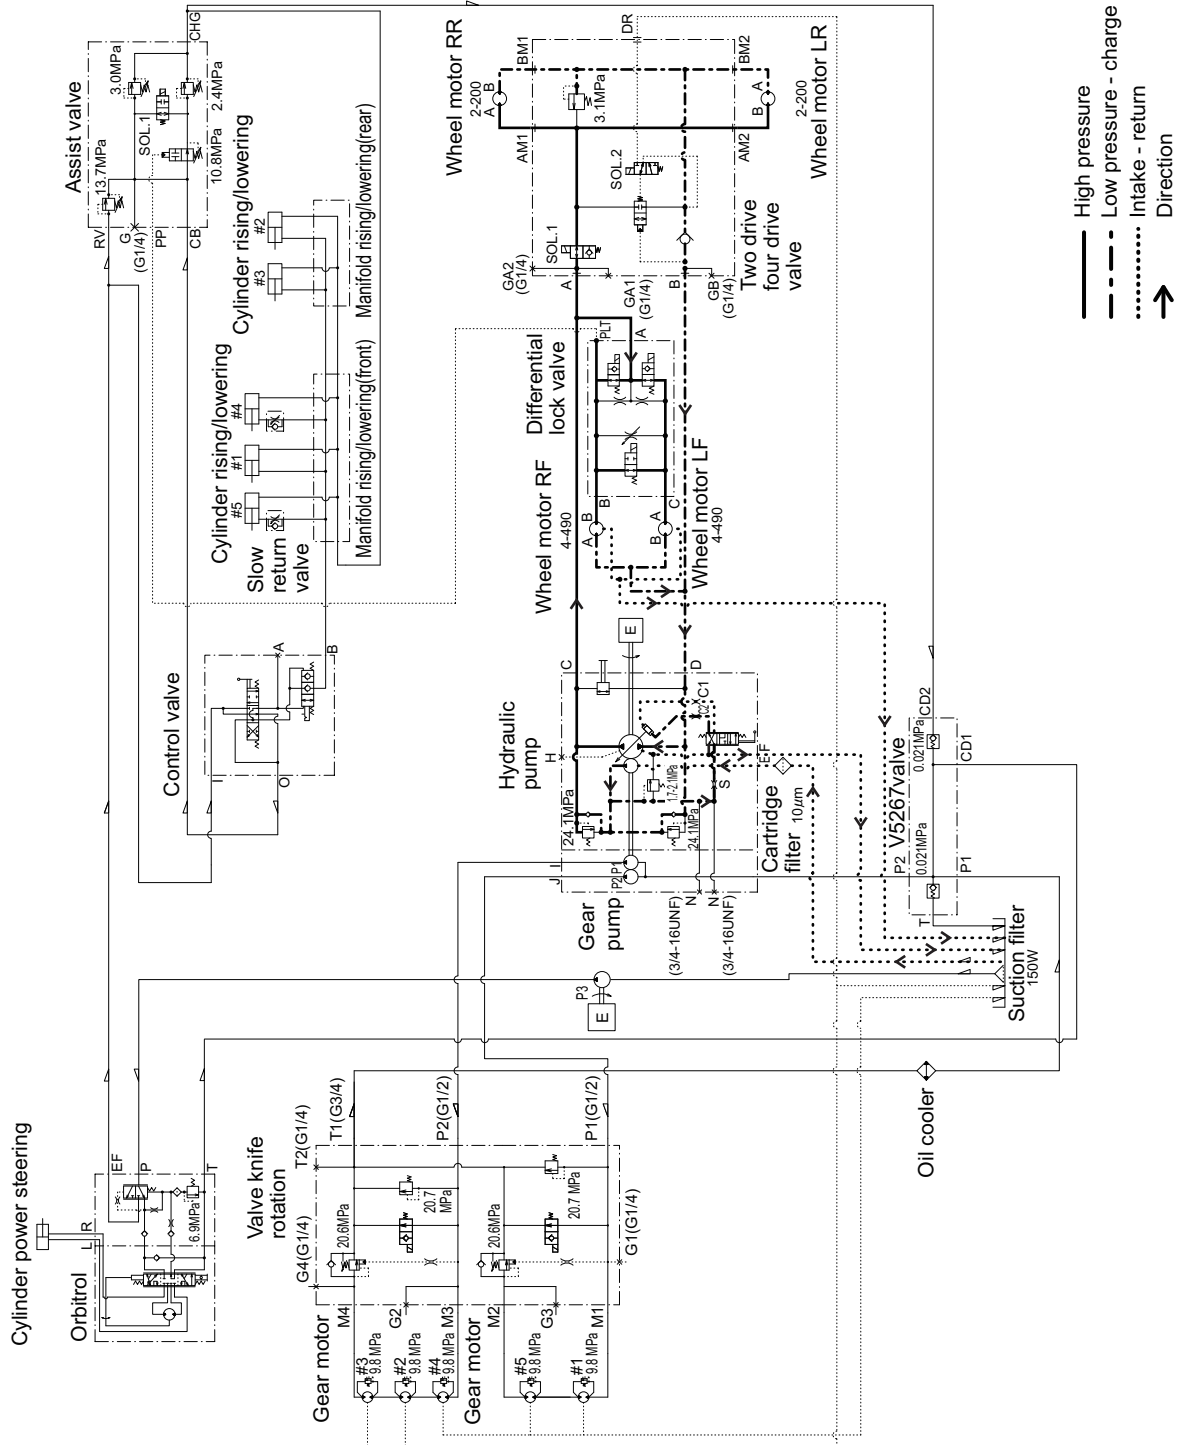 Assist valve
RV
13.7MPa
G
(G1/4)
PP
CB
SOL.1
3.0MPa
10.8MPa
2.4MPa
CHG
Cylinder rising/lowering
#2
#3
Manifold rising/lowering(rear)
Cylinder rising/lowering
#4
#1
#5
Slow
return
valve
Manifold rising/lowering(front)
Control valve
I
O
A
B
Wheel motor RR
2-200
A
B
BM1
AM1
3.1MPa
DR
BM2
AM2
B
A
2-200
Wheel motor LR
SOL.2
SOL.1
GA2
(G1/4)
A
GA1
(G1/4)
B
GB
(G1/4)
Two drive
four drive
valve
Differential
lock valve
PLT
A
B
C
Wheel motor RF
4-490
A
B
B
A
Wheel motor LF
4-490
Hydraulic
pump
C
D
E
H
C1
C2
24.1MPa
1.7-2.1MPa
24.1MPa
S
F
E
Cartridge
filter
10μm
Gear
pump
J
I
P2
P1
N
(3/4-16UNF)
N
(3/4-16UNF)
V5267valve
P2
0.021MPa
0.021MPa
CD2
CD1
P1
T
Suction filter
150W
P3
E
Oil cooler
Cylinder power steering
Orbitrol
L
R
EF
P
T
6.9MPa
Valve knife
rotation
T2(G1/4)
T1(G3/4)
P2(G1/2)
P1(G1/2)
G4(G1/4)
G1(G1/4)
20.6MPa
20.7
MPa
20.6MPa
20.7 MPa
M4
G2
M3
M2
G3
M1
Gear motor
#3
9.8 MPa
#2
9.8 MPa
#4
9.8 MPa
Gear motor
#5
9.8 MPa
#1
9.8 MPa
High pressure
Low pressure - charge
Intake - return
Direction